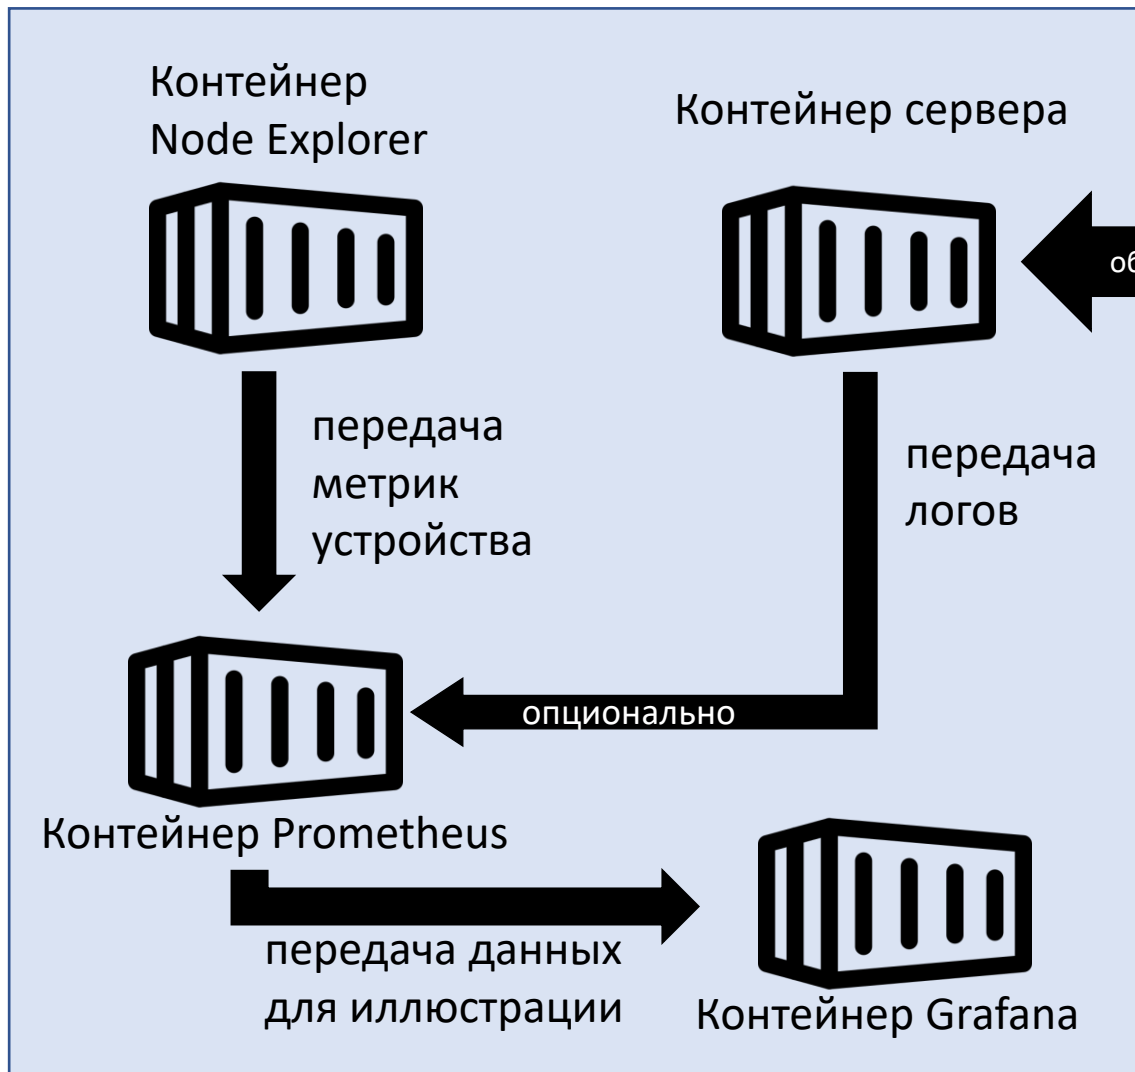 Контейнер
Node Explorer
Контейнер сервера
передача
метрик
устройства
передача
логов
опционально
Контейнер Prometheus
передача данных
для иллюстрации
Контейнер Grafana